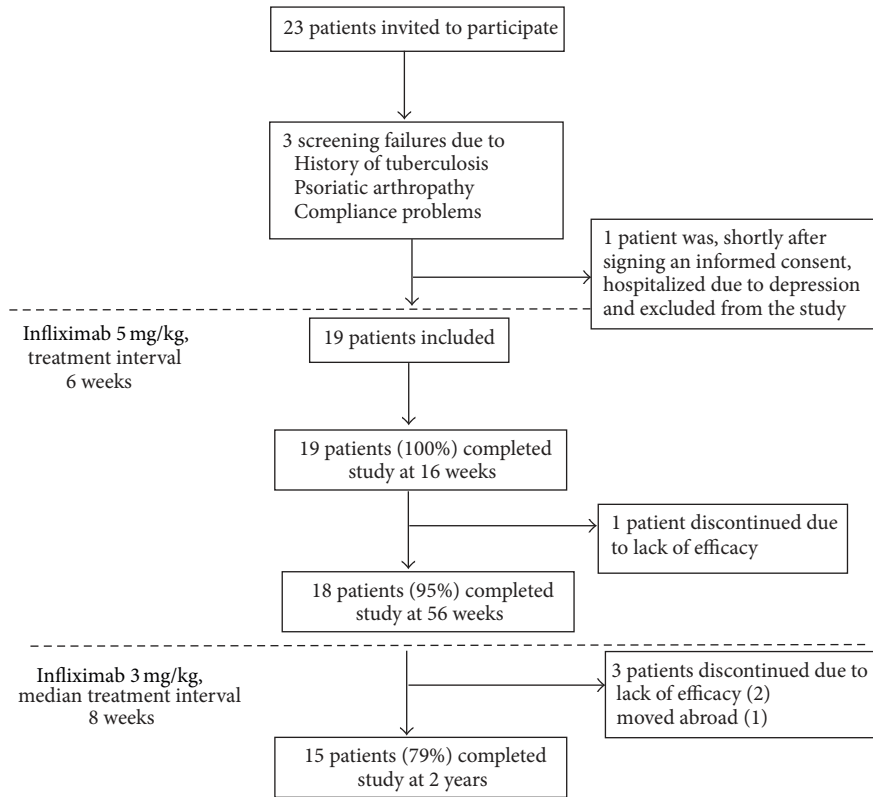 23 patients invited to participate
3 screening failures due to
History of tuberculosis
Psoriatic arthropathy
Compliance problems
1 patient was, shortly after
signing an informed consent,
hospitalized due to depression
and excluded from the study
Infliximab 5 mg/kg,
treatment interval
6 weeks
19 patients included
19 patients (100%) completed
study at 16 weeks
1 patient discontinued due
to lack of efficacy
18 patients (95%) completed
study at 56 weeks
Infliximab 3 mg/kg,
median treatment interval
8 weeks
3 patients discontinued due to
lack of efficacy (2)
moved abroad (1)
15 patients (79%) completed
study at 2 years